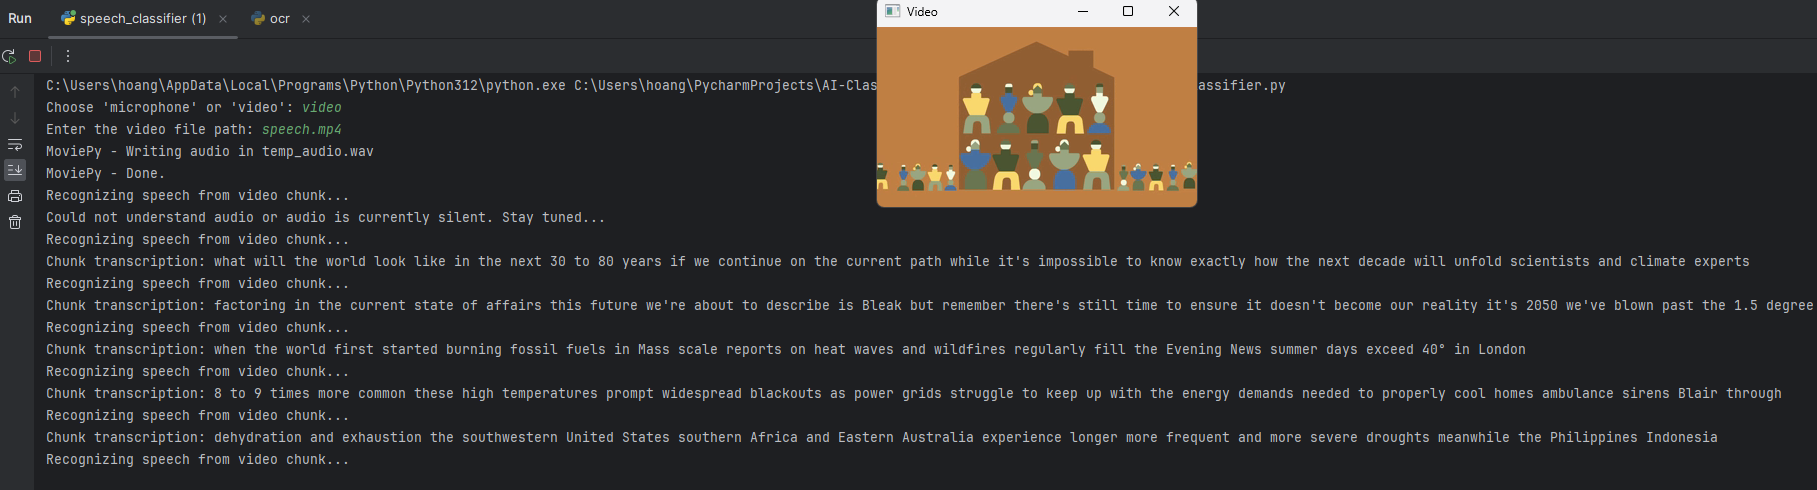 Run speech_classifier (1) ocr
Video
C:\Users\hoang\AppData\Local\Programs\Python\Python312\python.exe C:\Users\hoang\PycharmProjects\AI-Clas assifier.py
Choose 'microphone' or 'video': video
Enter the video file path: speech.mp4
MoviePy - Writing audio in temp_audio.wav
MoviePy - Done.
Recognizing speech from video chunk...
Could not understand audio or audio is currently silent. Stay tuned...
Recognizing speech from video chunk...
Chunk transcription: what will the world look like in the next 30 to 80 years if we continue on the current path while it's impossible to know exactly how the next decade will unfold scientists and climate experts
Recognizing speech from video chunk...
Chunk transcription: factoring in the current state of affairs this future we're about to describe is Bleak but remember there's still time to ensure it doesn't become our reality it's 2050 we've blown past the 1.5 degree
Recognizing speech from video chunk...
Chunk transcription: when the world first started burning fossil fuels in Mass scale reports on heat waves and wildfires regularly fill the Evening News summer days exceed 40° in London
Recognizing speech from video chunk...
Chunk transcription: 8 to 9 times more common these high temperatures prompt widespread blackouts as power grids struggle to keep up with the energy demands needed to properly cool homes ambulance sirens Blair through
Recognizing speech from video chunk...
Chunk transcription: dehydration and exhaustion the southwestern United States southern Africa and Eastern Australia experience longer more frequent and more severe droughts meanwhile the Philippines Indonesia
Recognizing speech from video chunk...